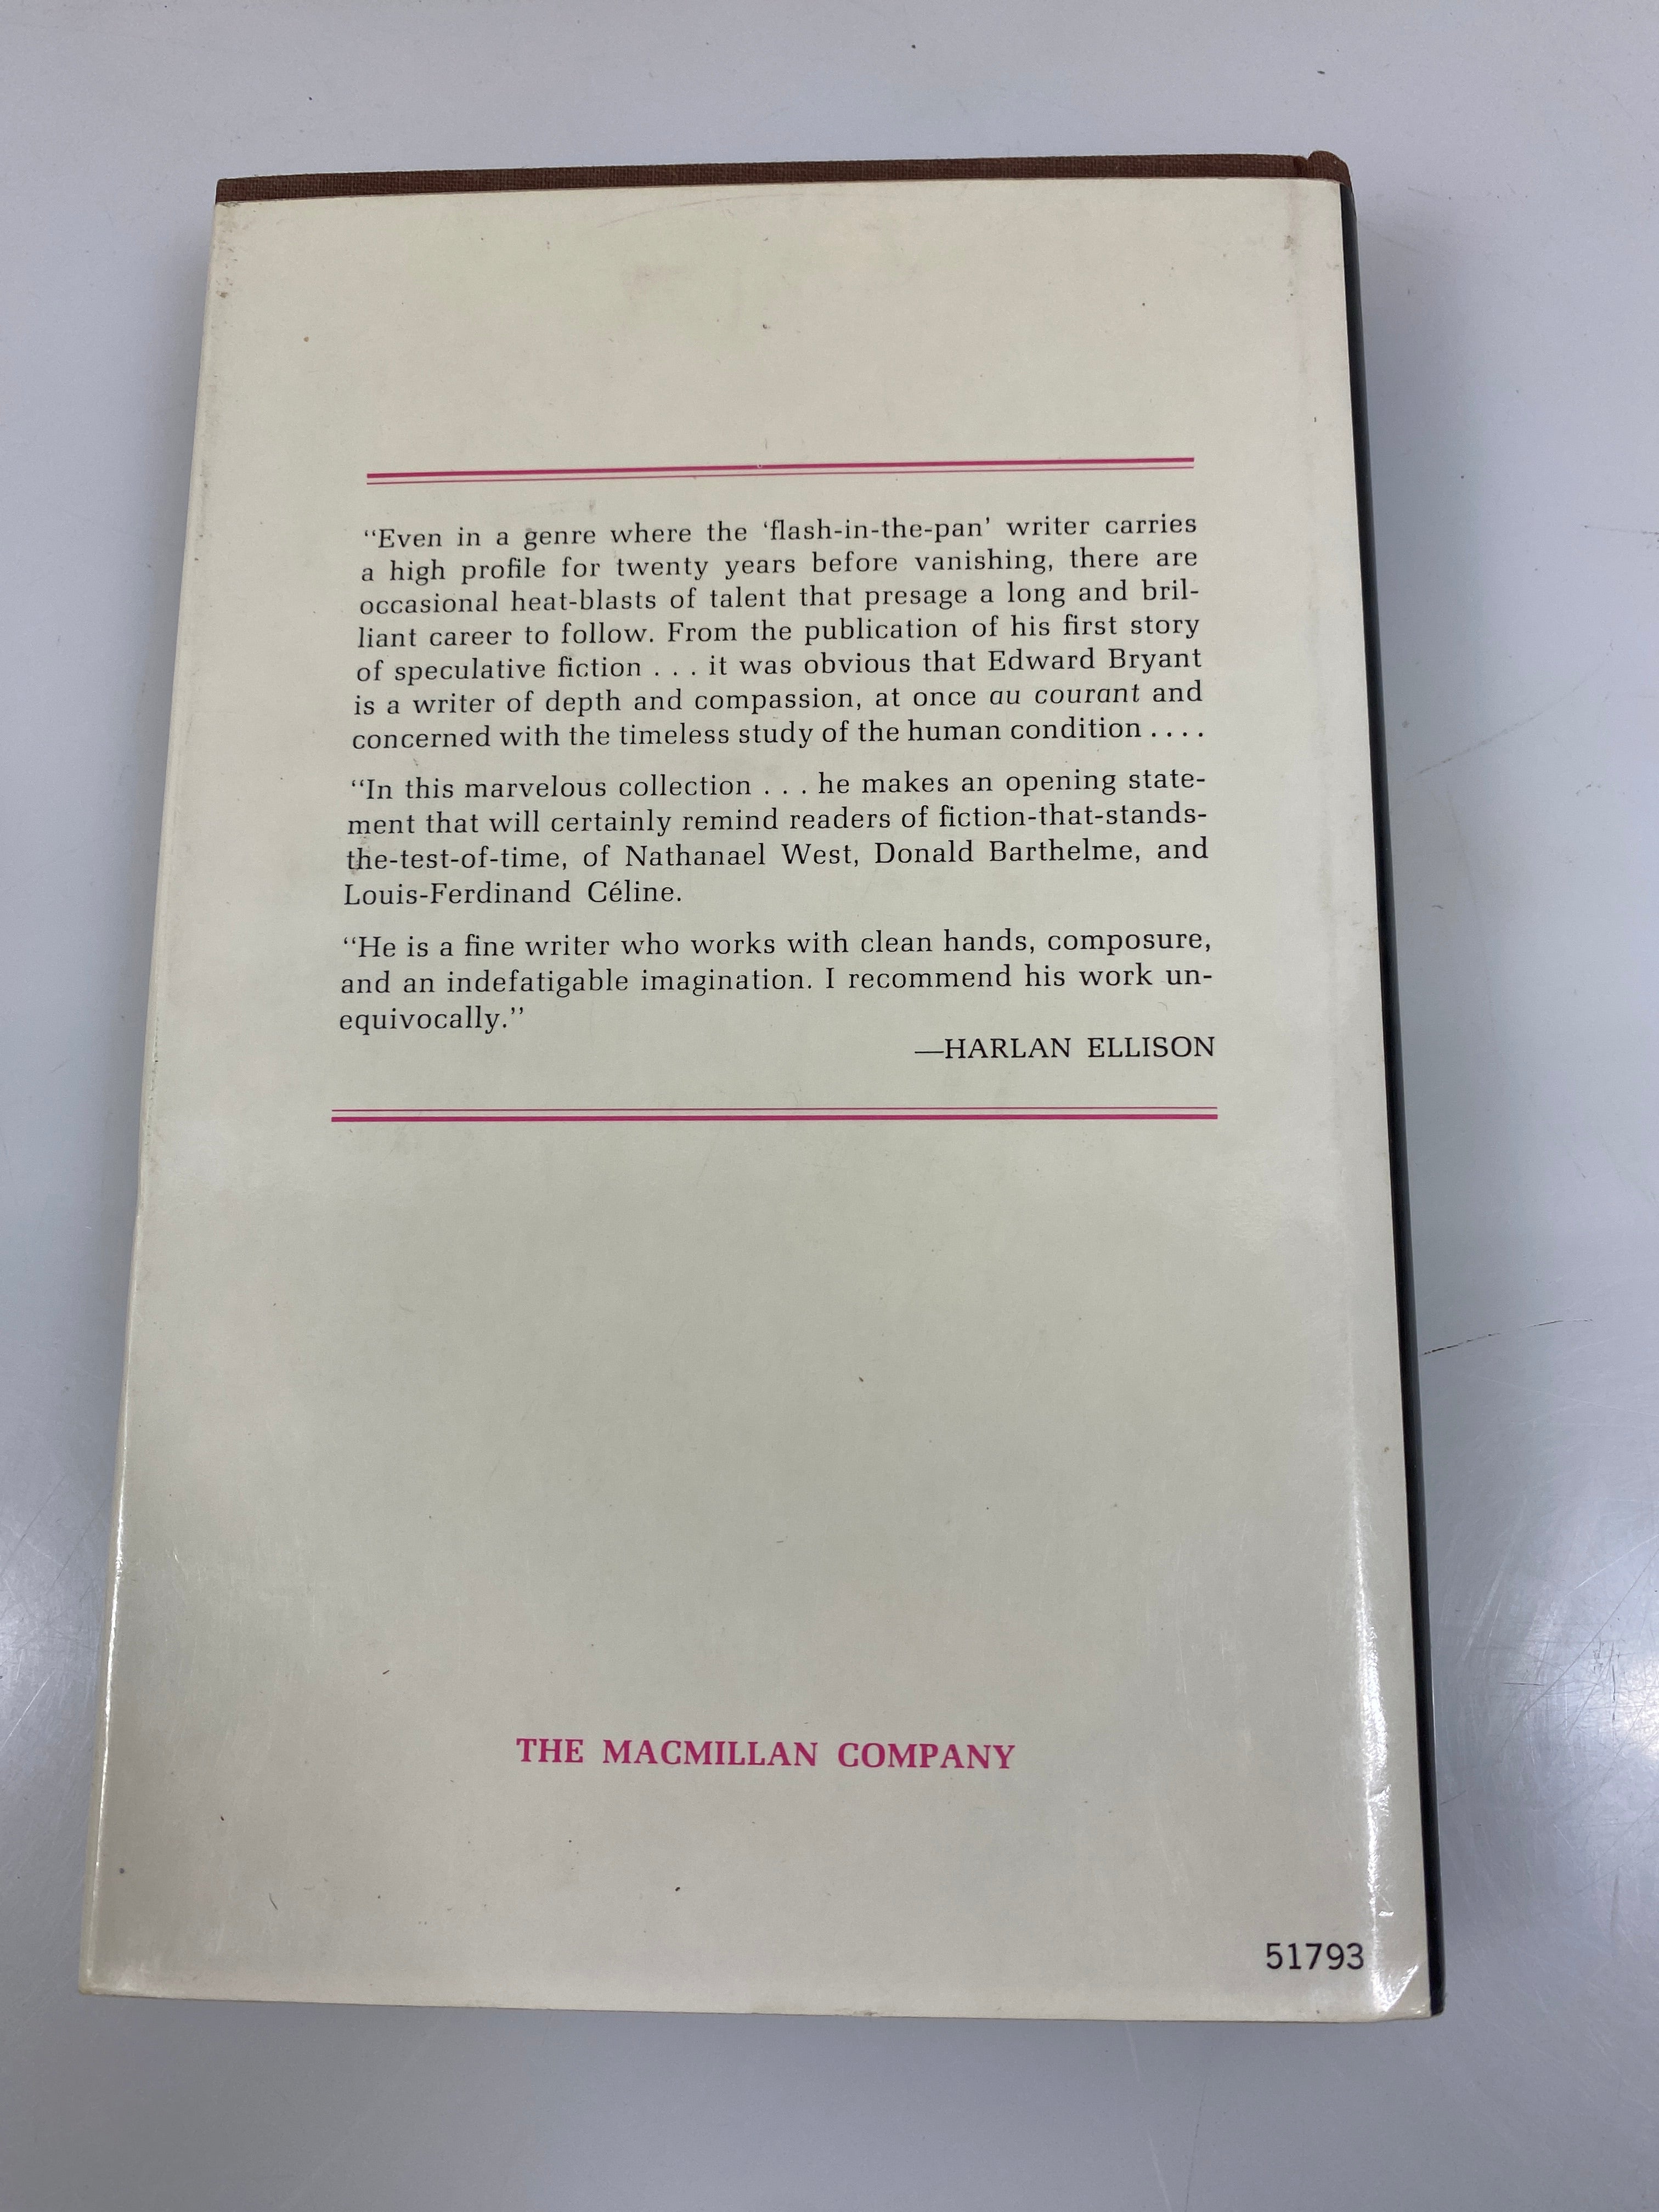 “Even in a genre where the ‘flash-in-the-pan’ writer carries
a high profile for twenty years before vanishing, there are
occasional heat-blasts of talent that presage a long and bril-
liant career to follow. From the publication of his first story
of speculative fiction . . . it was obvious that Edward Bryant
is a writer of depth and compassion, at once au courant and
concerned with the timeless study of the human condition . . . .
“In this marvelous collection . . . he makes an opening state-
ment that will certainly remind readers of fiction-that-stands-
the-test-of-time, of Nathanael West, Donald Barthelme, and
Louis-Ferdinand Céline.
“He is a fine writer who works with clean hands, composure,
and an indefatigable imagination. I recommend his work un-
equivocally.”
—HARLAN ELLISON
THE MACMILLAN COMPANY
51793